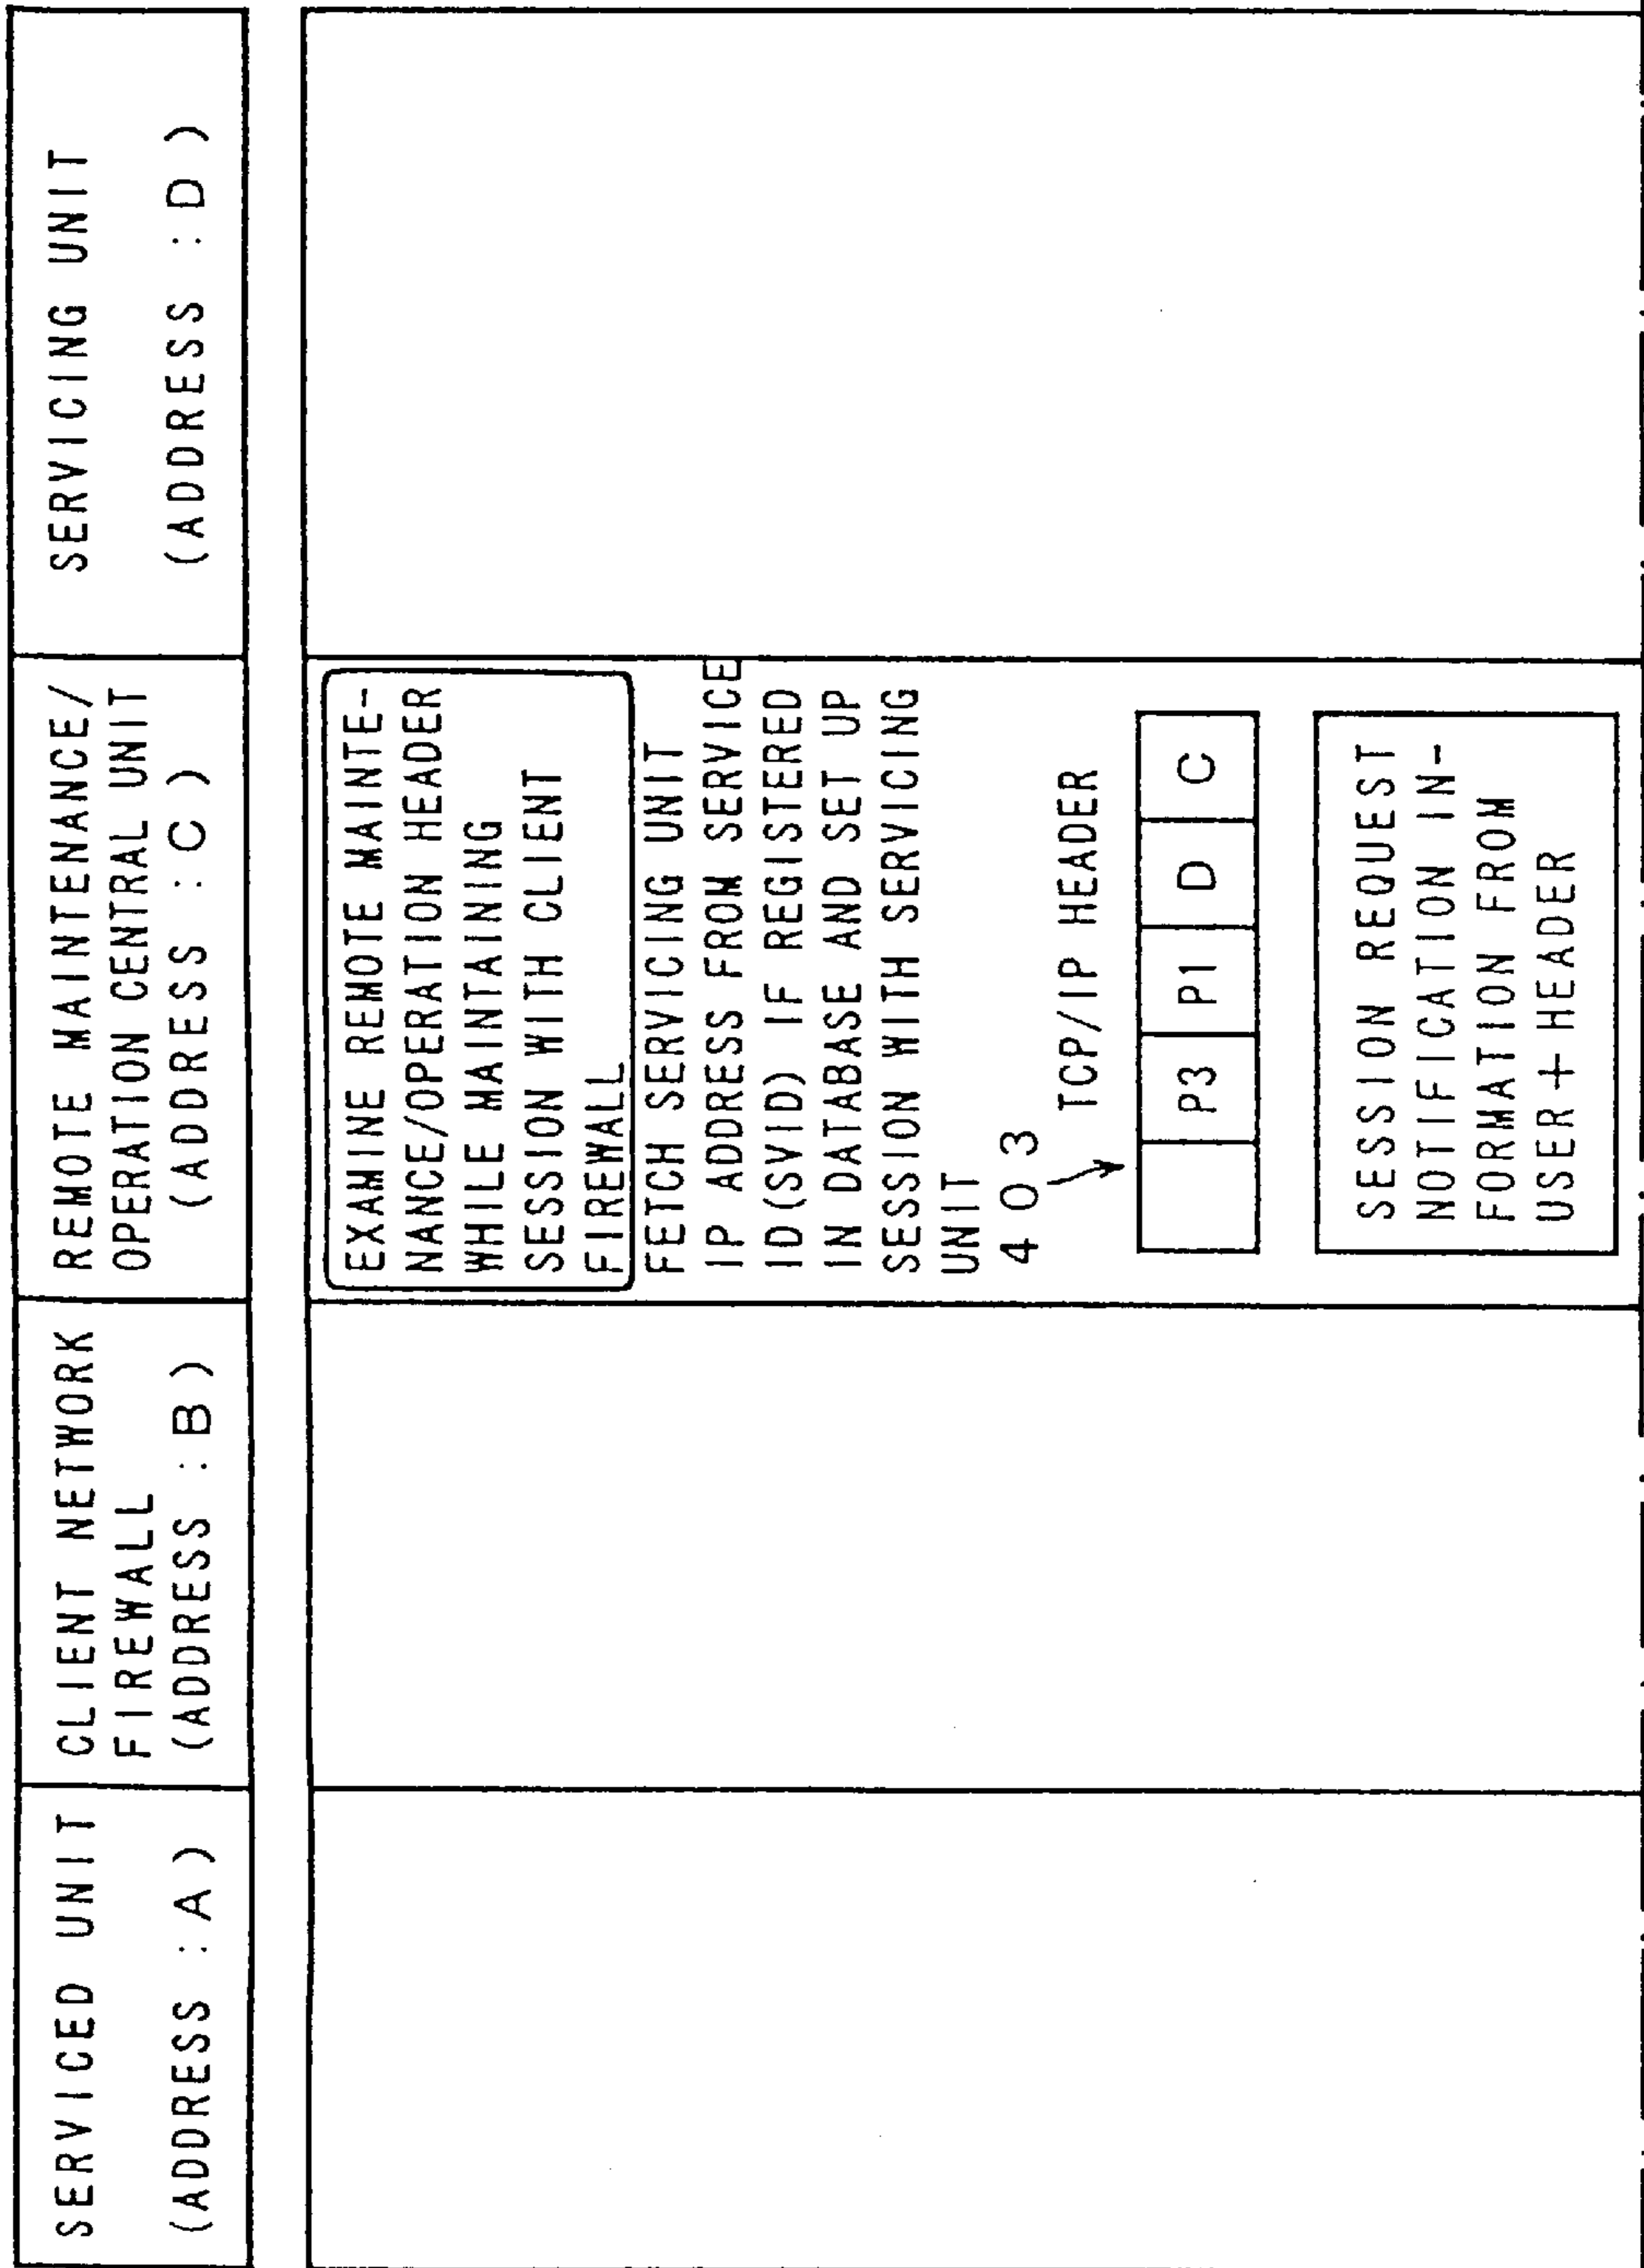 SERVICED UNIT
(ADDRESS : A)
CLIENT NETWORK
FIREWALL
(ADDRESS : B)
REMOTE MAINTENANCE/
OPERATION CENTRAL UNIT
(ADDRESS : C)
SERVICING UNIT
(ADDRESS : D)
EXAMINE REMOTE MAINTE-
NANCE/OPERATION HEADER
WHILE MAINTAINING
SESSION WITH CLIENT
FIREWALL
FETCH SERVICING UNIT
IP ADDRESS FROM SERVICE
ID(SVID) IF REGISTERED
IN DATABASE AND SET UP
SESSION WITH SERVICING
UNIT
403
TCP/IP HEADER
P3 P1 D C
SESSION REQUEST
NOTIFICATION IN-
FORMATION FROM
USER + HEADER